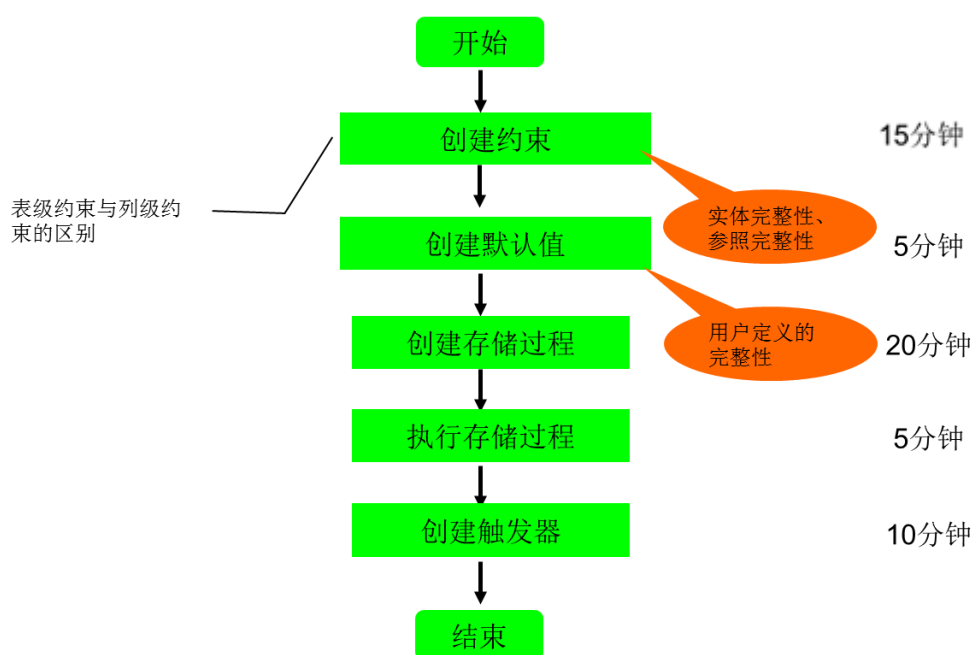 开始
创建约束
15分钟
表级约束与列级约
束的区别
实体完整性、
参照完整性
创建默认值
5分钟
用户定义的
完整性
创建存储过程
20分钟
执行存储过程
5分钟
创建触发器
10分钟
结束